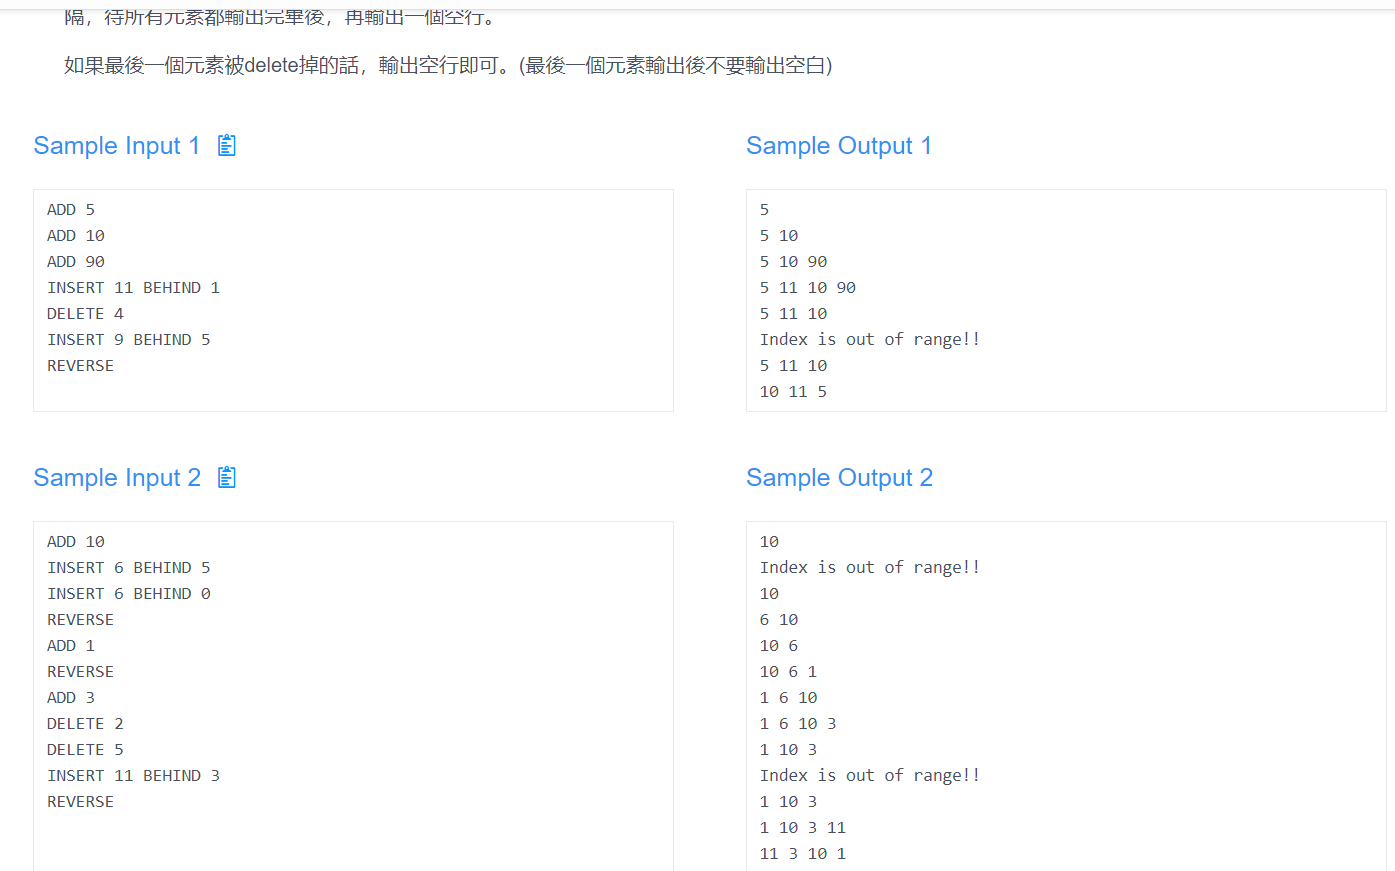 隔，待所有元素都輸出完畢後，再輸出一個空行。
如果最後一個元素被delete掉的話，輸出空行即可。(最後一個元素輸出後不要輸出空白)
Sample Input 1
ADD 5
ADD 10
ADD 90
INSERT 11 BEHIND 1
DELETE 4
INSERT 9 BEHIND 5
REVERSE
Sample Output 1
5
5 10
5 10 90
5 11 10 90
5 11 10
Index is out of range!!
5 11 10
10 11 5
Sample Input 2
ADD 10
INSERT 6 BEHIND 5
INSERT 6 BEHIND 0
REVERSE
ADD 1
REVERSE
ADD 3
DELETE 2
DELETE 5
INSERT 11 BEHIND 3
REVERSE
Sample Output 2
10
Index is out of range!!
10
6 10
10 6
10 6 1
1 6 10
1 6 10 3
1 10 3
Index is out of range!!
1 10 3
1 10 3 11
11 3 10 1